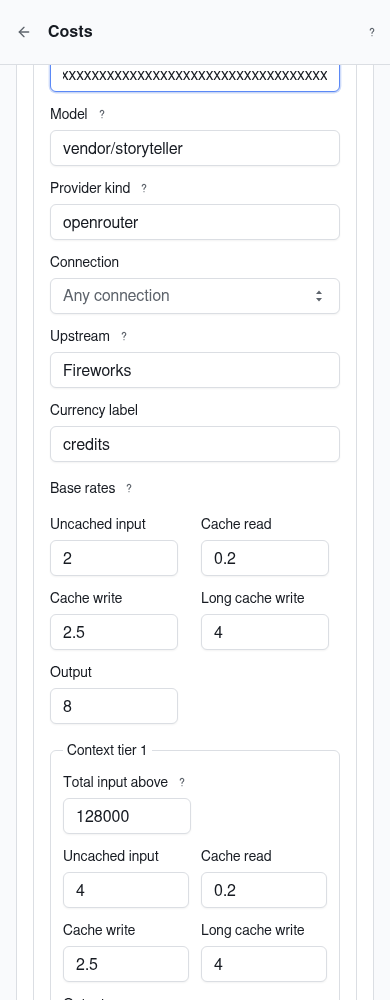 Costs ?
xxxxxxxxxxxxxxxxxxxxxxxxxxxxxxxxxxxxx
Model ?
vendor/storyteller
Provider kind ?
openrouter
Connection
Any connection
Upstream ?
Fireworks
Currency label
credits
Base rates ?
Uncached input Cache read
2 0.2
Cache write Long cache write
2.5 4
Output
8
Context tier 1
Total input above ?
128000
Uncached input Cache read
4 0.2
Cache write Long cache write
2.5 4